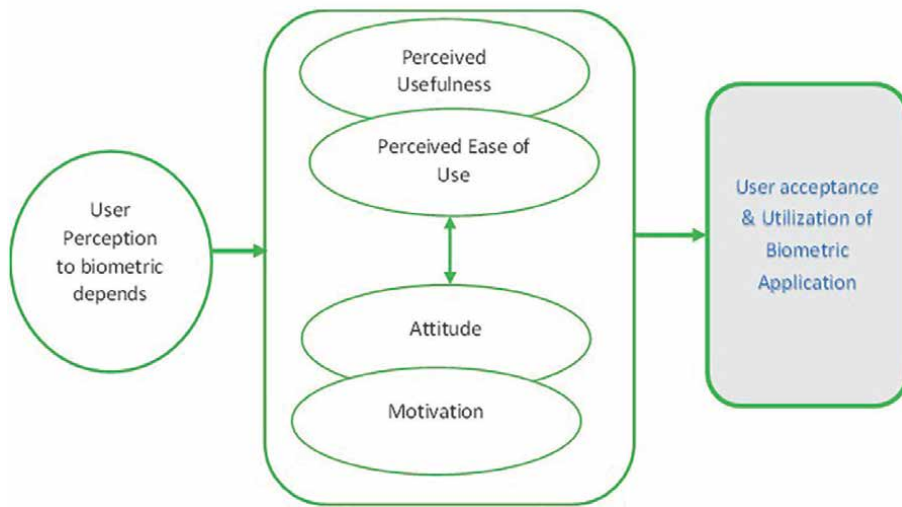 User
Perception
to biometric
depends
Perceived
Usefulness
Perceived Ease of
Use
Attitude
Motivation
User acceptance
& Utilization of
Biometric
Application